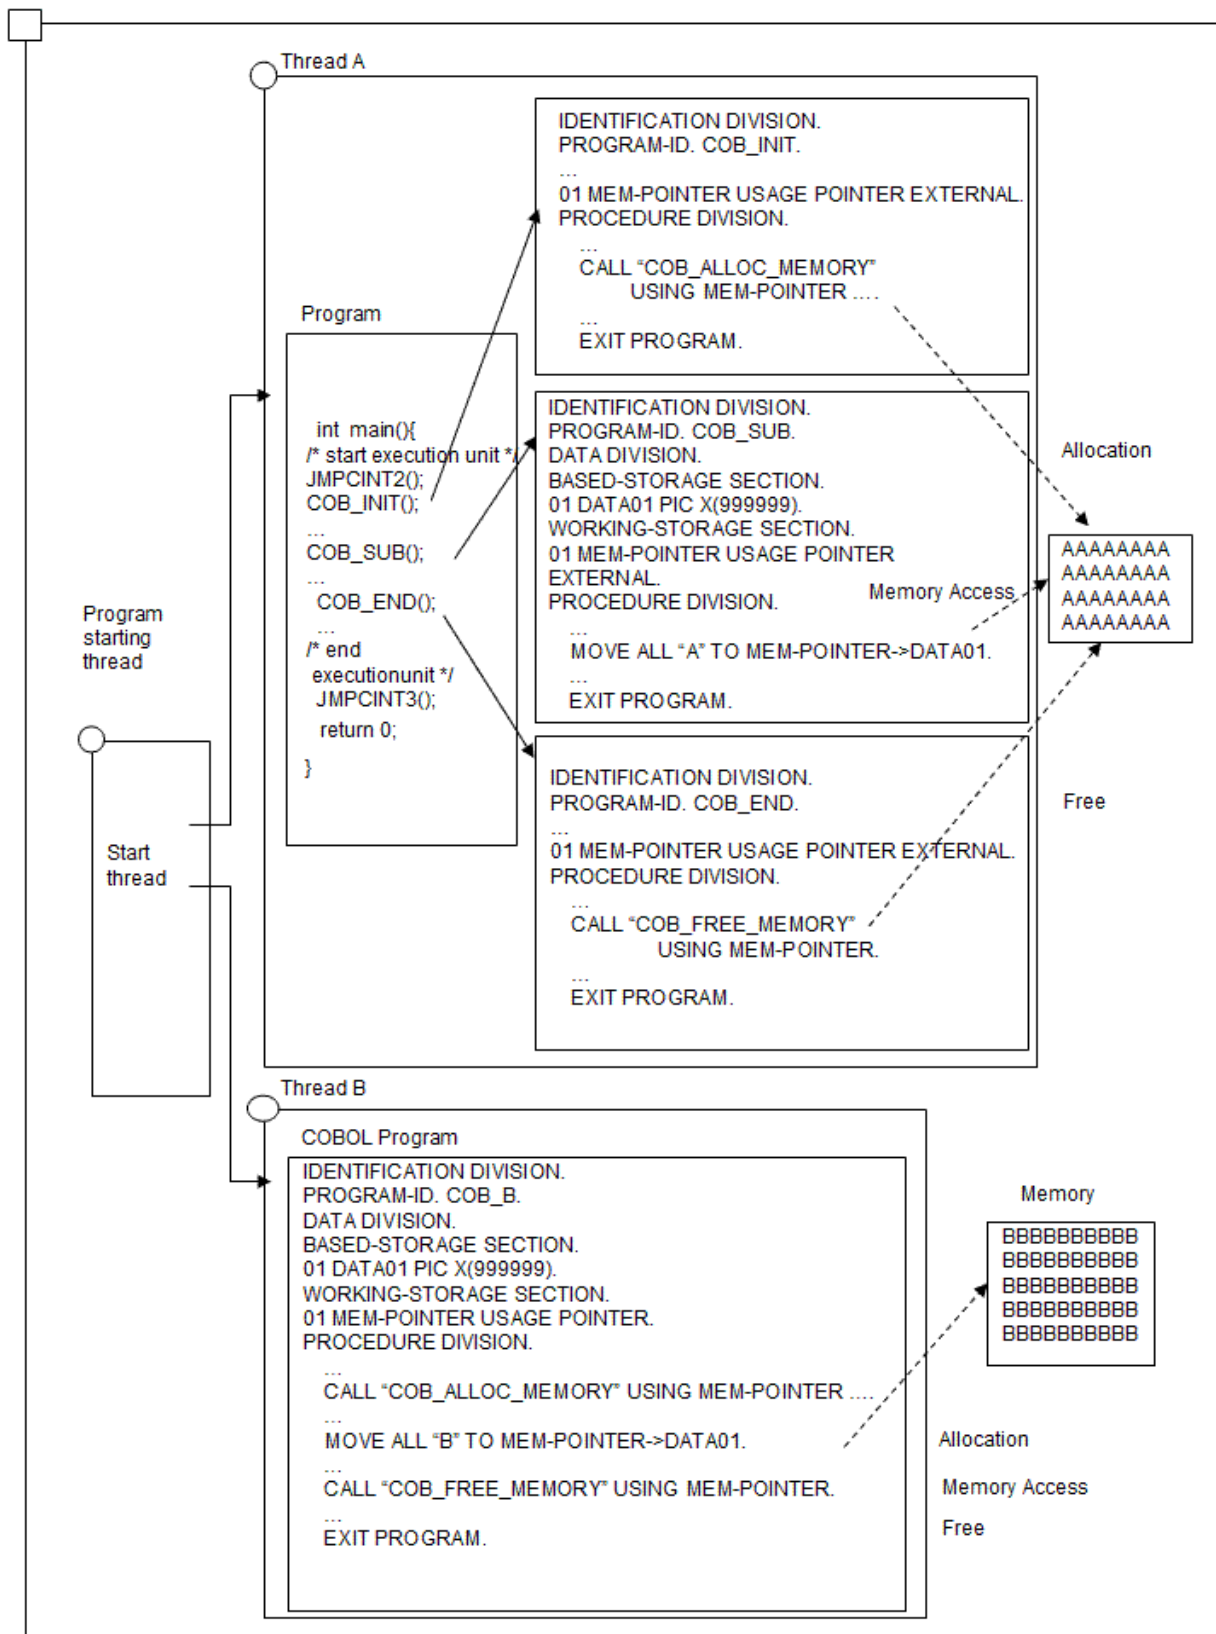 Thread A
IDENTIFICATION DIVISION.
PROGRAM-ID. COB_INIT.
...
01 MEM-POINTER USAGE POINTER EXTERNAL.
PROCEDURE DIVISION.
...
CALL “COB_ALLOC_MEMORY”
USING MEM-POINTER ....
...
EXIT PROGRAM.
Program
int main(){
/* start execution unit */
JMPCINT2();
COB_INIT();
...
COB_SUB();
...
COB_END();
...
/* end
executionunit */
JMPCINT3();
return 0;
}
IDENTIFICATION DIVISION.
PROGRAM-ID. COB_SUB.
DATA DIVISION.
BASED-STORAGE SECTION.
01 DATA01 PIC X(999999).
WORKING-STORAGE SECTION.
01 MEM-POINTER USAGE POINTER
EXTERNAL.
PROCEDURE DIVISION.
...
MOVE ALL “A” TO MEM-POINTER->DATA01.
...
EXIT PROGRAM.
Memory Access
Allocation
AAAAAAAA
AAAAAAAA
AAAAAAAA
AAAAAAAA
Program
starting
thread
Start
thread
IDENTIFICATION DIVISION.
PROGRAM-ID. COB_END.
...
01 MEM-POINTER USAGE POINTER EXTERNAL.
PROCEDURE DIVISION.
...
CALL “COB_FREE_MEMORY”
USING MEM-POINTER.
...
EXIT PROGRAM.
Free
Thread B
COBOL Program
IDENTIFICATION DIVISION.
PROGRAM-ID. COB_B.
DATA DIVISION.
BASED-STORAGE SECTION.
01 DATA01 PIC X(999999).
WORKING-STORAGE SECTION.
01 MEM-POINTER USAGE POINTER.
PROCEDURE DIVISION.
...
CALL “COB_ALLOC_MEMORY” USING MEM-POINTER ....
...
MOVE ALL “B” TO MEM-POINTER->DATA01.
...
CALL “COB_FREE_MEMORY” USING MEM-POINTER.
...
EXIT PROGRAM.
Memory
BBBBBBBBBB
BBBBBBBBBB
BBBBBBBBBB
BBBBBBBBBB
BBBBBBBBBB
Allocation
Memory Access
Free